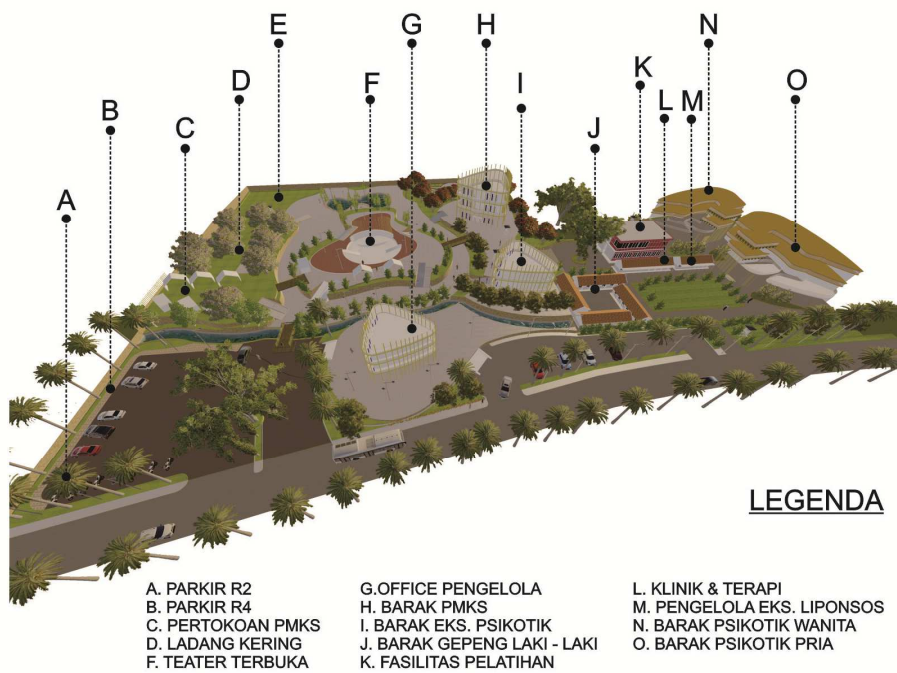 A
B
C
D
E
F
G
H
I
J
K
L
M
N
O
LEGENDA
A. PARKIR R2
B. PARKIR R4
C. PERTOKOAN PMKS
D. LADANG KERING
F. TEATER TERBUKA
G.OFFICE PENGELOLA
H. BARAK PMKS
I. BARAK EKS. PSIKOTIK
J. BARAK GEPENG LAKI - LAKI
K. FASILITAS PELATIHAN
L. KLINIK & TERAPI
M. PENGELOLA EKS. LIPONSOS
N. BARAK PSIKOTIK WANITA
O. BARAK PSIKOTIK PRIA